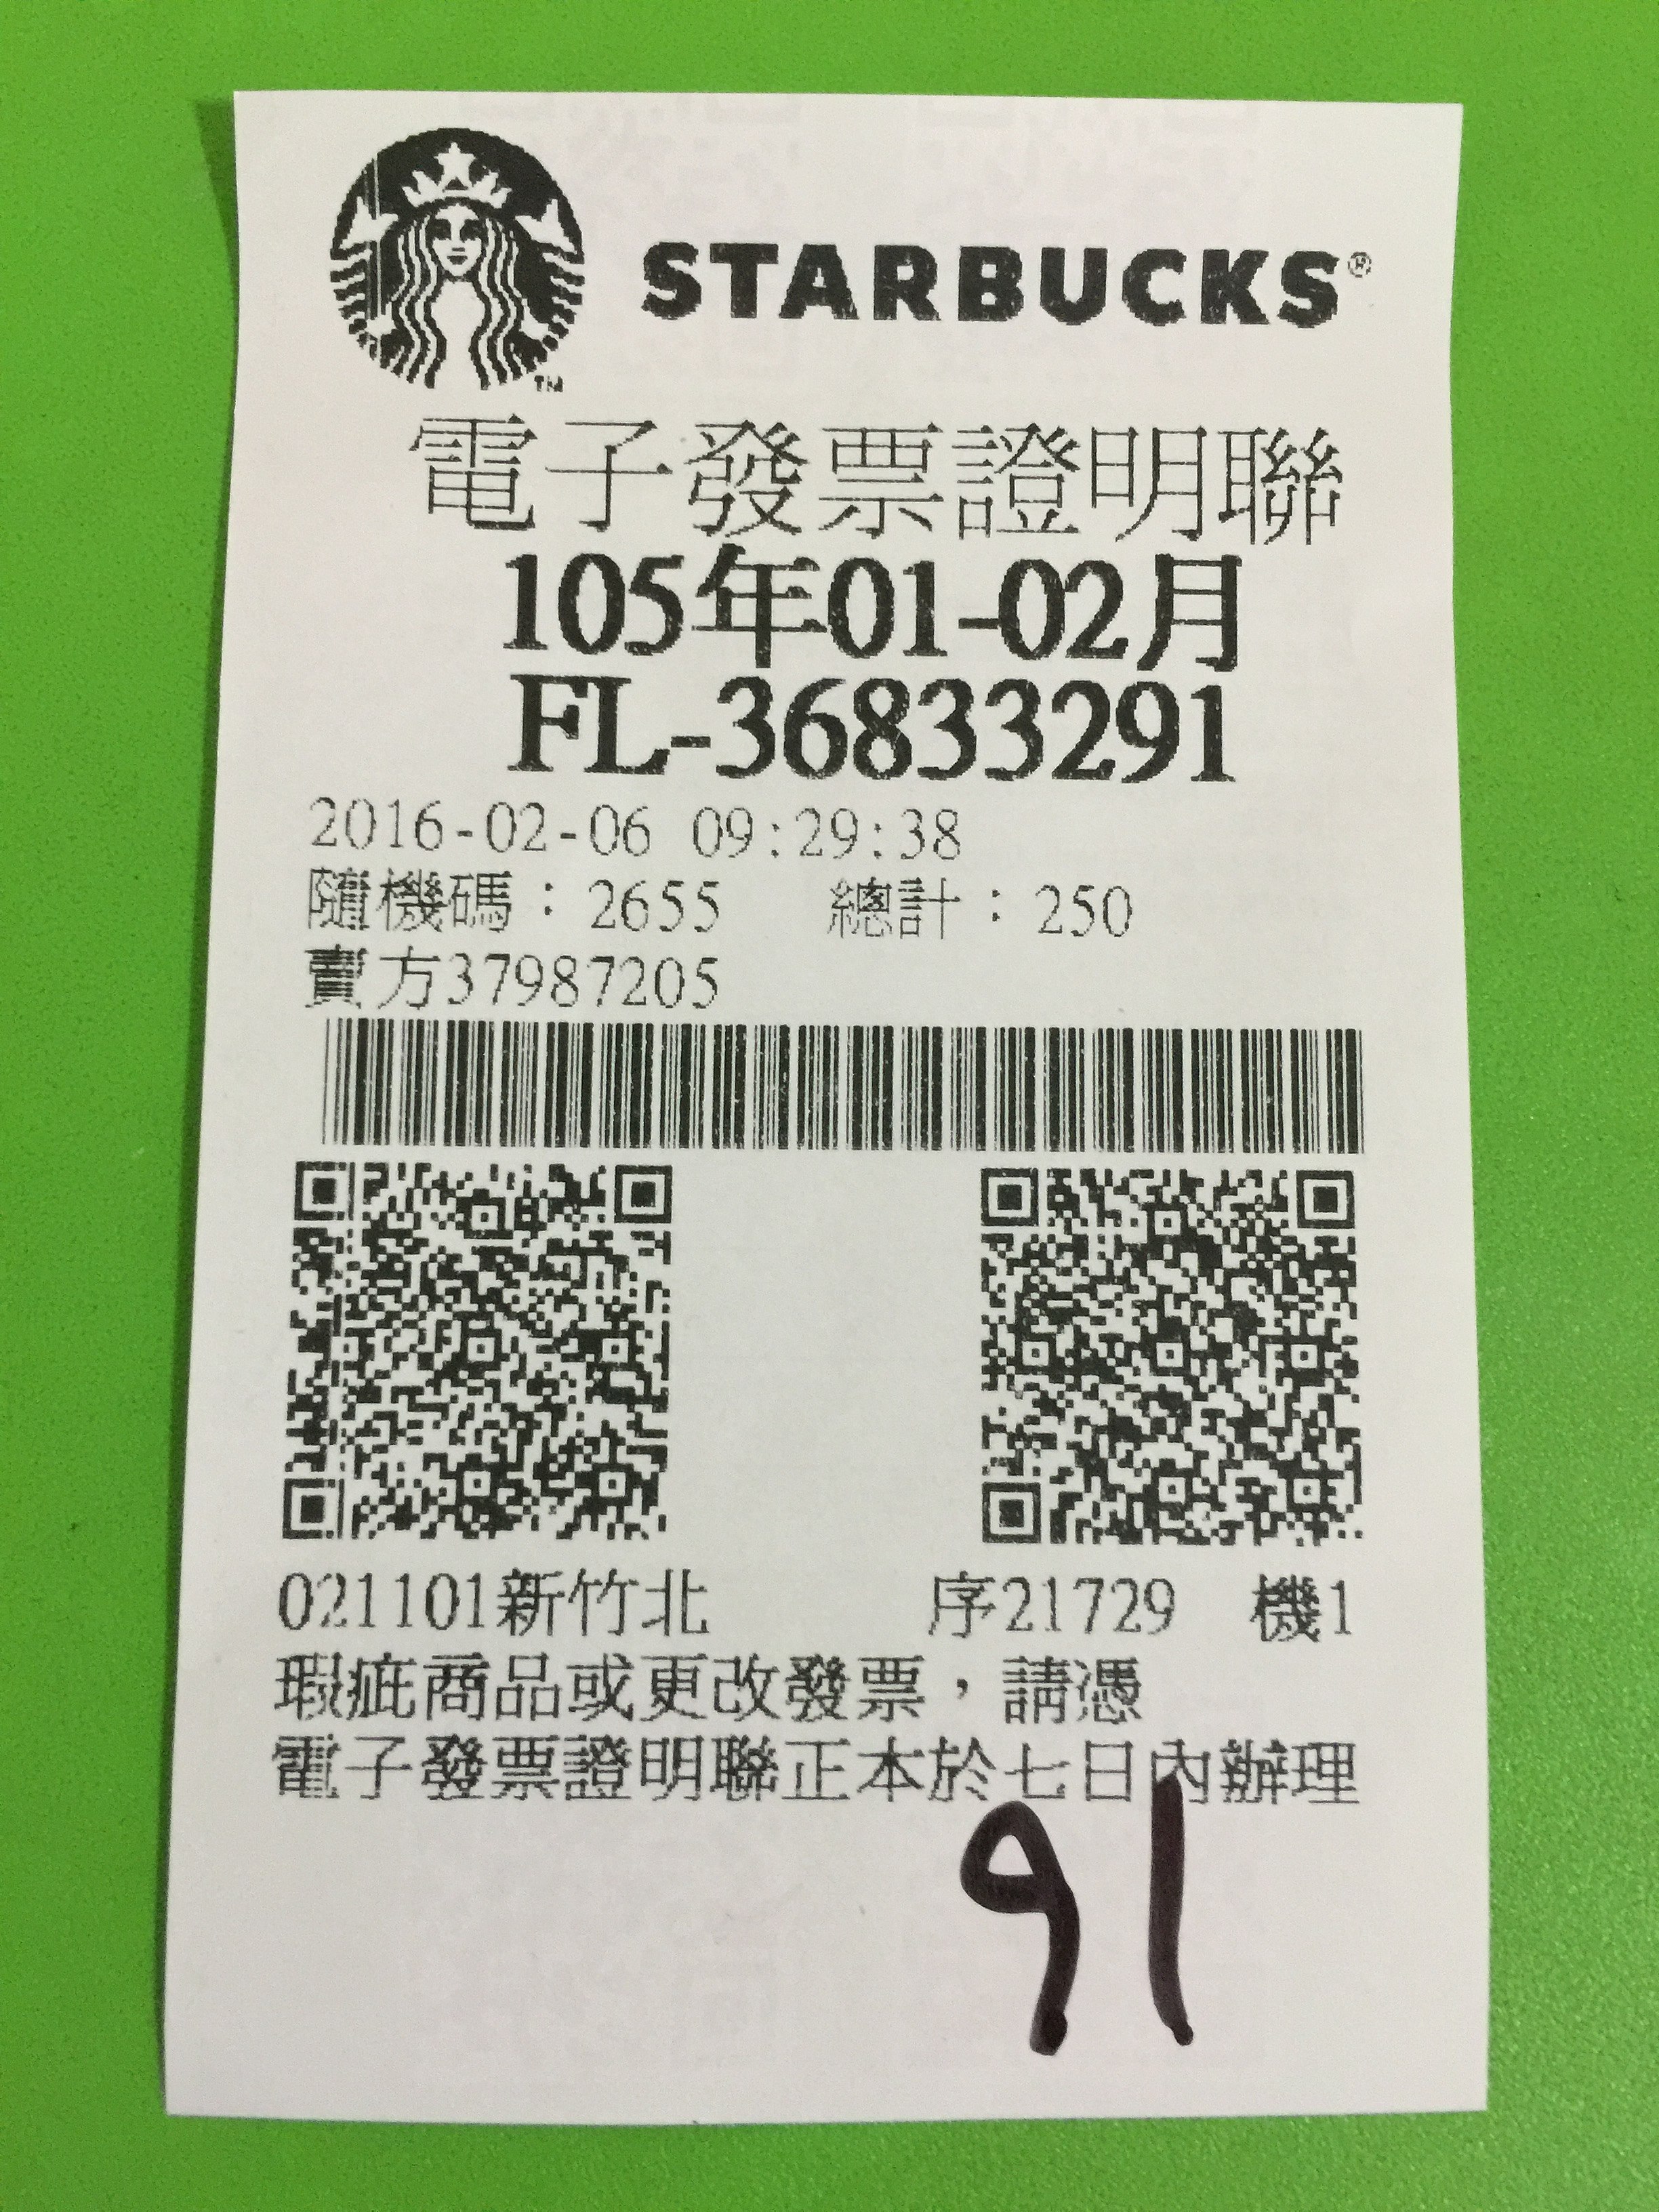 STARBUCKS®
TM
電子發票證明聯
105年01-02月
FL-36833291
2016-02-06 09:29:38
隨機碼：2655 總計：250
賣方37987205
021101新竹北 序21729 機1
瑕疵商品或更改發票，請憑
電子發票證明聯正本於七日內辦理
91